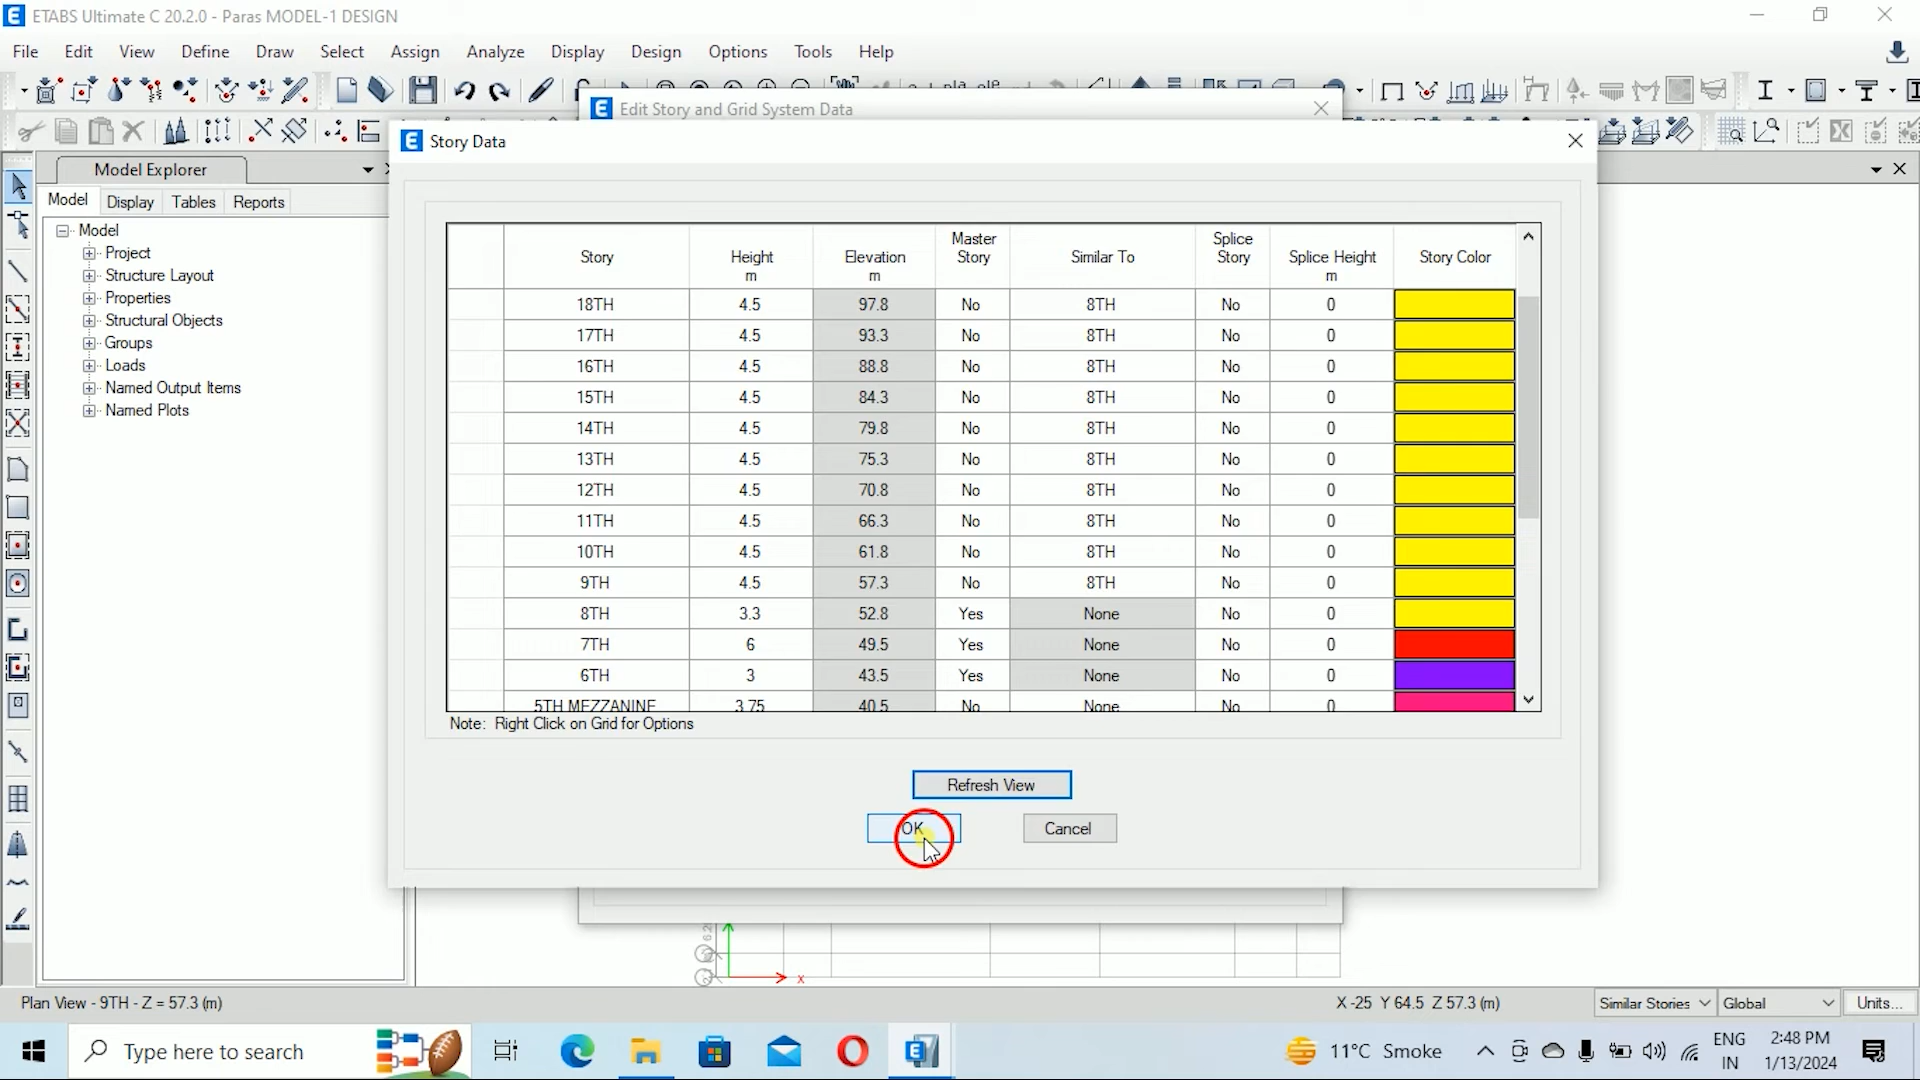 ETABS Ultimate C 20.2.0 - Paras MODEL-1 DESIGN
File Edit View Define Draw Select Assign Analyze Display Design Options Tools Help
Edit Story and Grid System Data
Story Data
Model Explorer
Model Display Tables Reports
Model
Project
Structure Layout
Properties
Structural Objects
Groups
Loads
Named Output Items
Named Plots
Story Height m Elevation m Master Story Similar To Splice Story Splice Height m Story Color
18TH 4.5 97.8 No 8TH No 0
17TH 4.5 93.3 No 8TH No 0
16TH 4.5 88.8 No 8TH No 0
15TH 4.5 84.3 No 8TH No 0
14TH 4.5 79.8 No 8TH No 0
13TH 4.5 75.3 No 8TH No 0
12TH 4.5 70.8 No 8TH No 0
11TH 4.5 66.3 No 8TH No 0
10TH 4.5 61.8 No 8TH No 0
9TH 4.5 57.3 No 8TH No 0
8TH 3.3 52.8 Yes None No 0
7TH 6 49.5 Yes None No 0
6TH 3 43.5 Yes None No 0
5TH MEZZANINE 3.75 40.5 No None No 0
Note: Right Click on Grid for Options
Refresh View
OK Cancel
X
Plan View - 9TH - Z = 57.3 (m) X -25 Y 64.5 Z 57.3 (m) Similar Stories Global Units...
Type here to search 11°C Smoke ENG IN 2:48 PM 1/13/2024